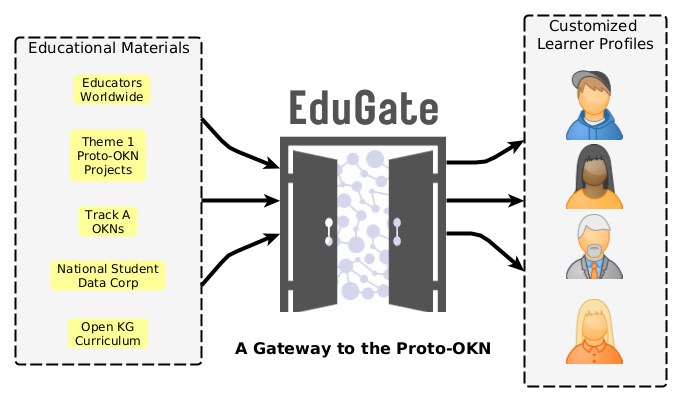 Educational Materials
Educators
Worldwide
Theme 1
Proto-OKN
Projects
Track A
OKNs
National Student
Data Corp
Open KG
Curriculum
EduGate
A Gateway to the Proto-OKN
Customized
Learner Profiles